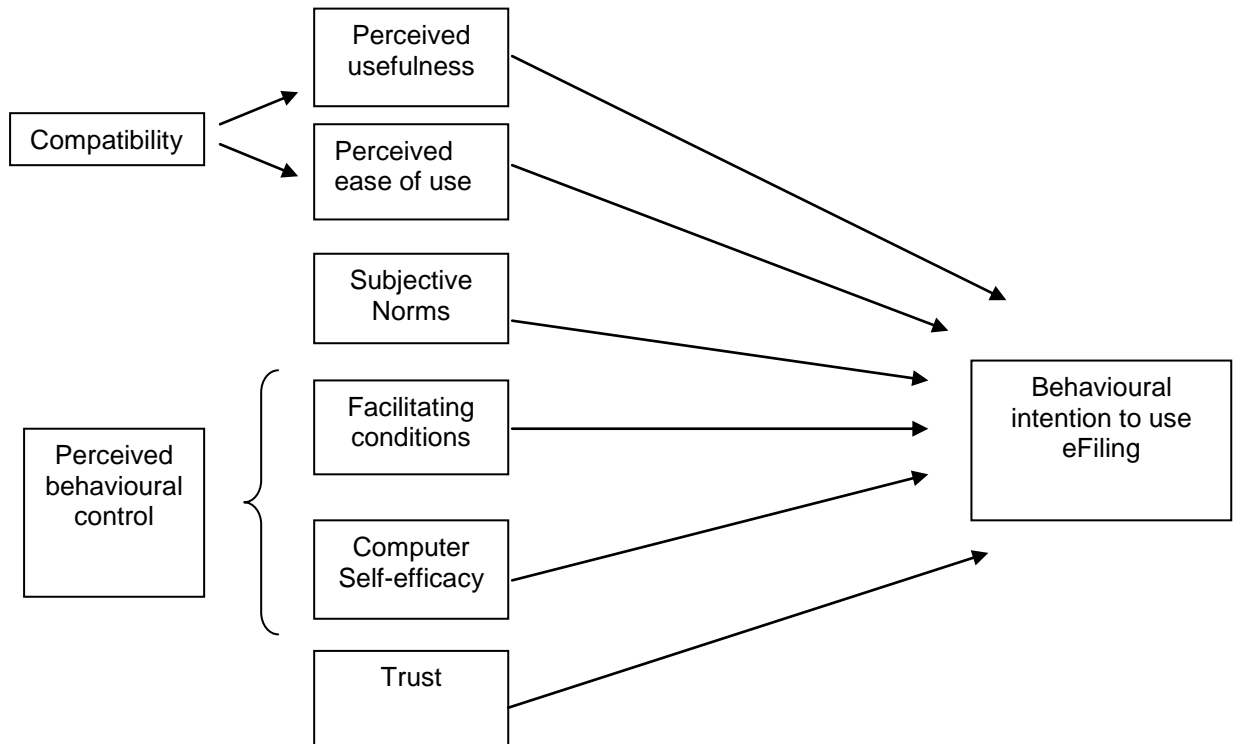 Perceived
usefulness
Compatibility
Perceived
ease of use
Subjective
Norms
Facilitating
conditions
Perceived
behavioural
control
Computer
Self-efficacy
Trust
Behavioural
intention to use
eFiling